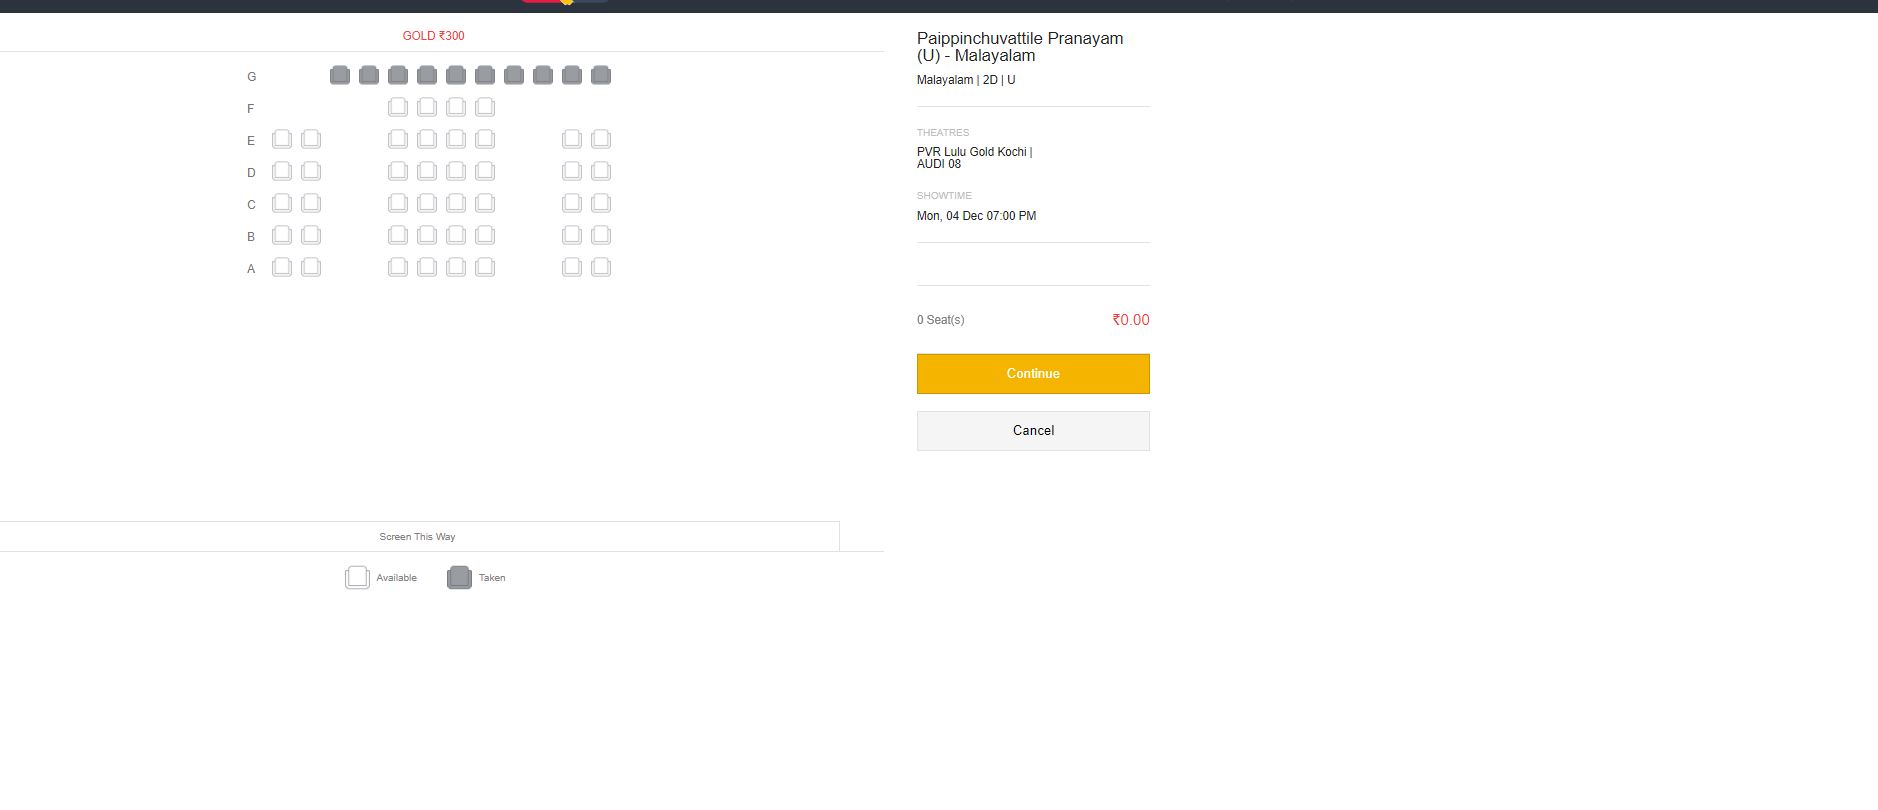 GOLD ₹300
G
F
E
D
C
B
A
Screen This Way
Available
Taken
Paippinchuvattile Pranayam
(U) - Malayalam
Malayalam | 2D | U
THEATRES
PVR Lulu Gold Kochi |
AUDI 08
SHOWTIME
Mon, 04 Dec 07:00 PM
0 Seat(s) ₹0.00
Continue
Cancel